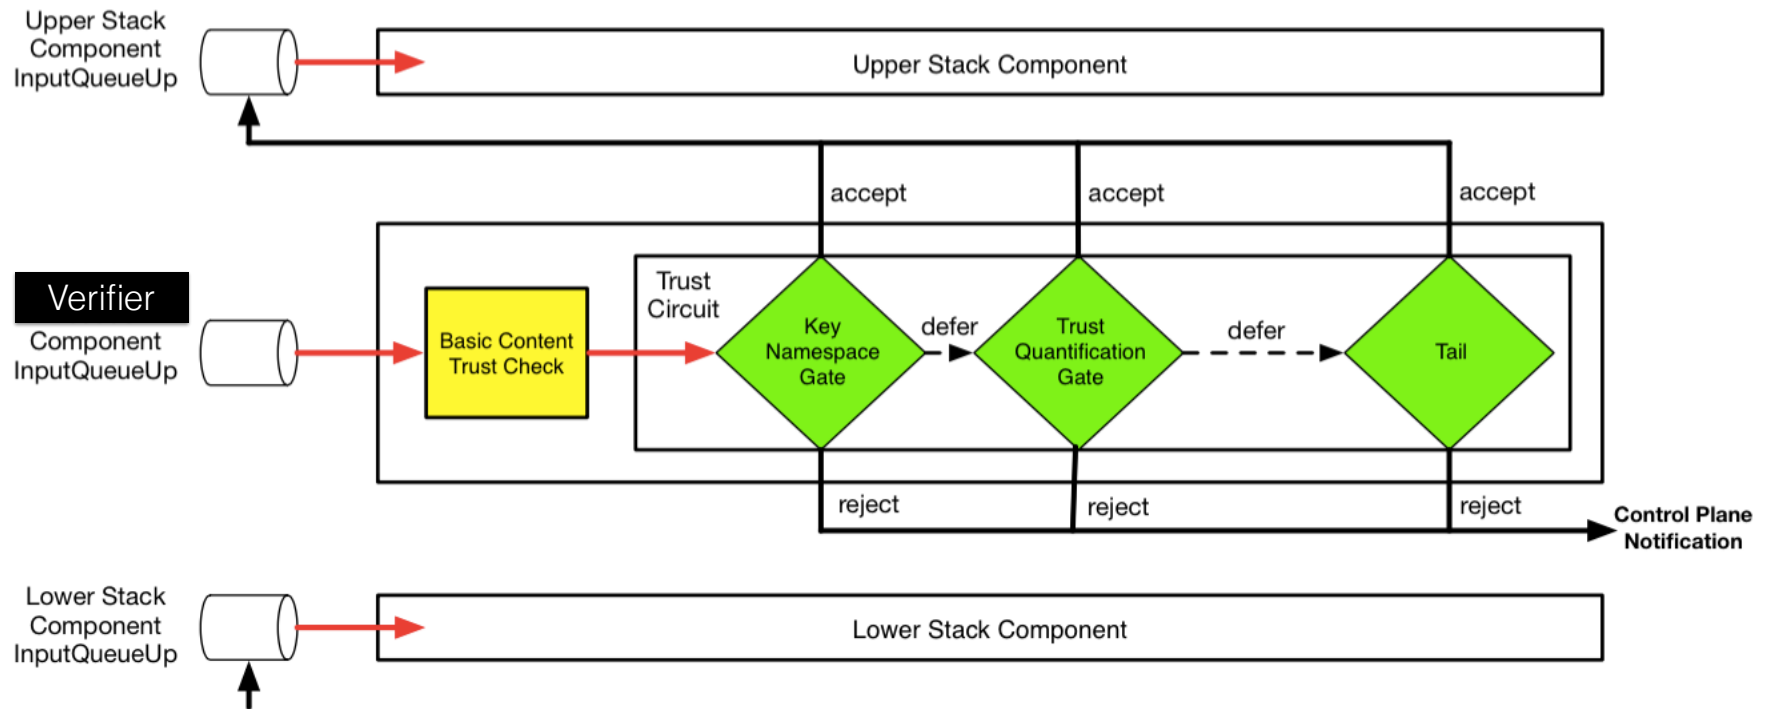 Upper Stack
Component
InputQueueUp
Upper Stack Component
accept
accept
accept
Verifier
Component
InputQueueUp
Basic Content
Trust Check
Trust
Circuit
Key
Namespace
Gate
defer
Trust
Quantification
Gate
defer
Tail
reject
reject
reject
Control Plane
Notification
Lower Stack
Component
InputQueueUp
Lower Stack Component